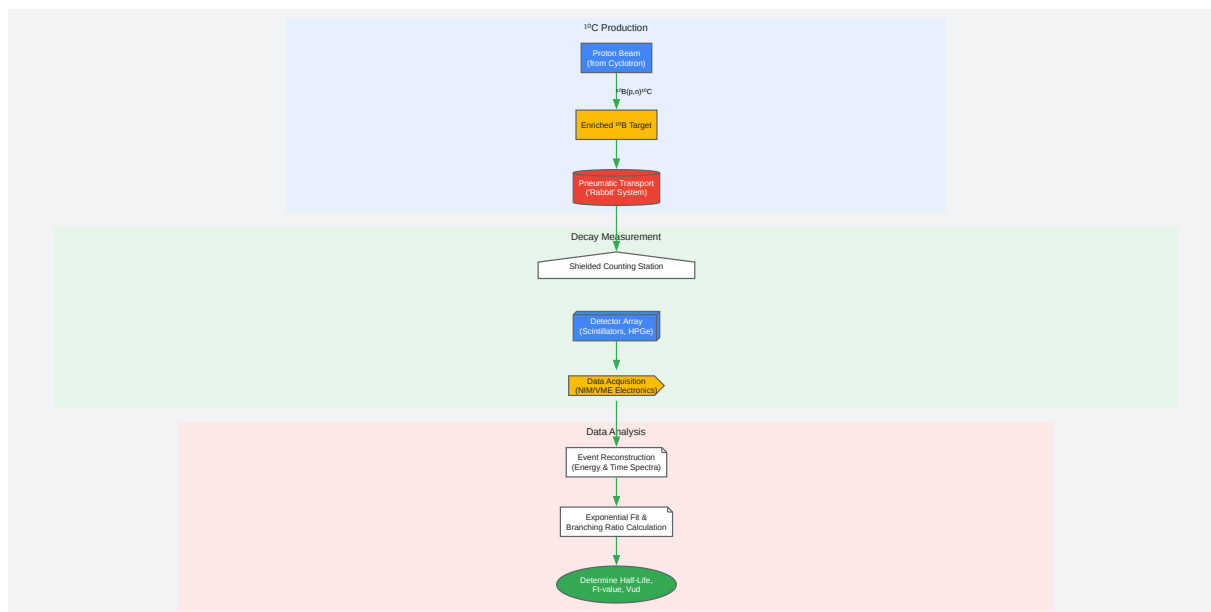 ¹⁰C Production
Proton Beam
(from Cyclotron)
¹⁰B(p,n)¹⁰C
Enriched ¹⁰B Target
Pneumatic Transport
('Rabbit' System)
Decay Measurement
Shielded Counting Station
Detector Array
(Scintillators, HPGe)
Data Acquisition
(NIM/VME Electronics)
Data Analysis
Event Reconstruction
(Energy & Time Spectra)
Exponential Fit &
Branching Ratio Calculation
Determine Half-Life,
Ft-value, Vud